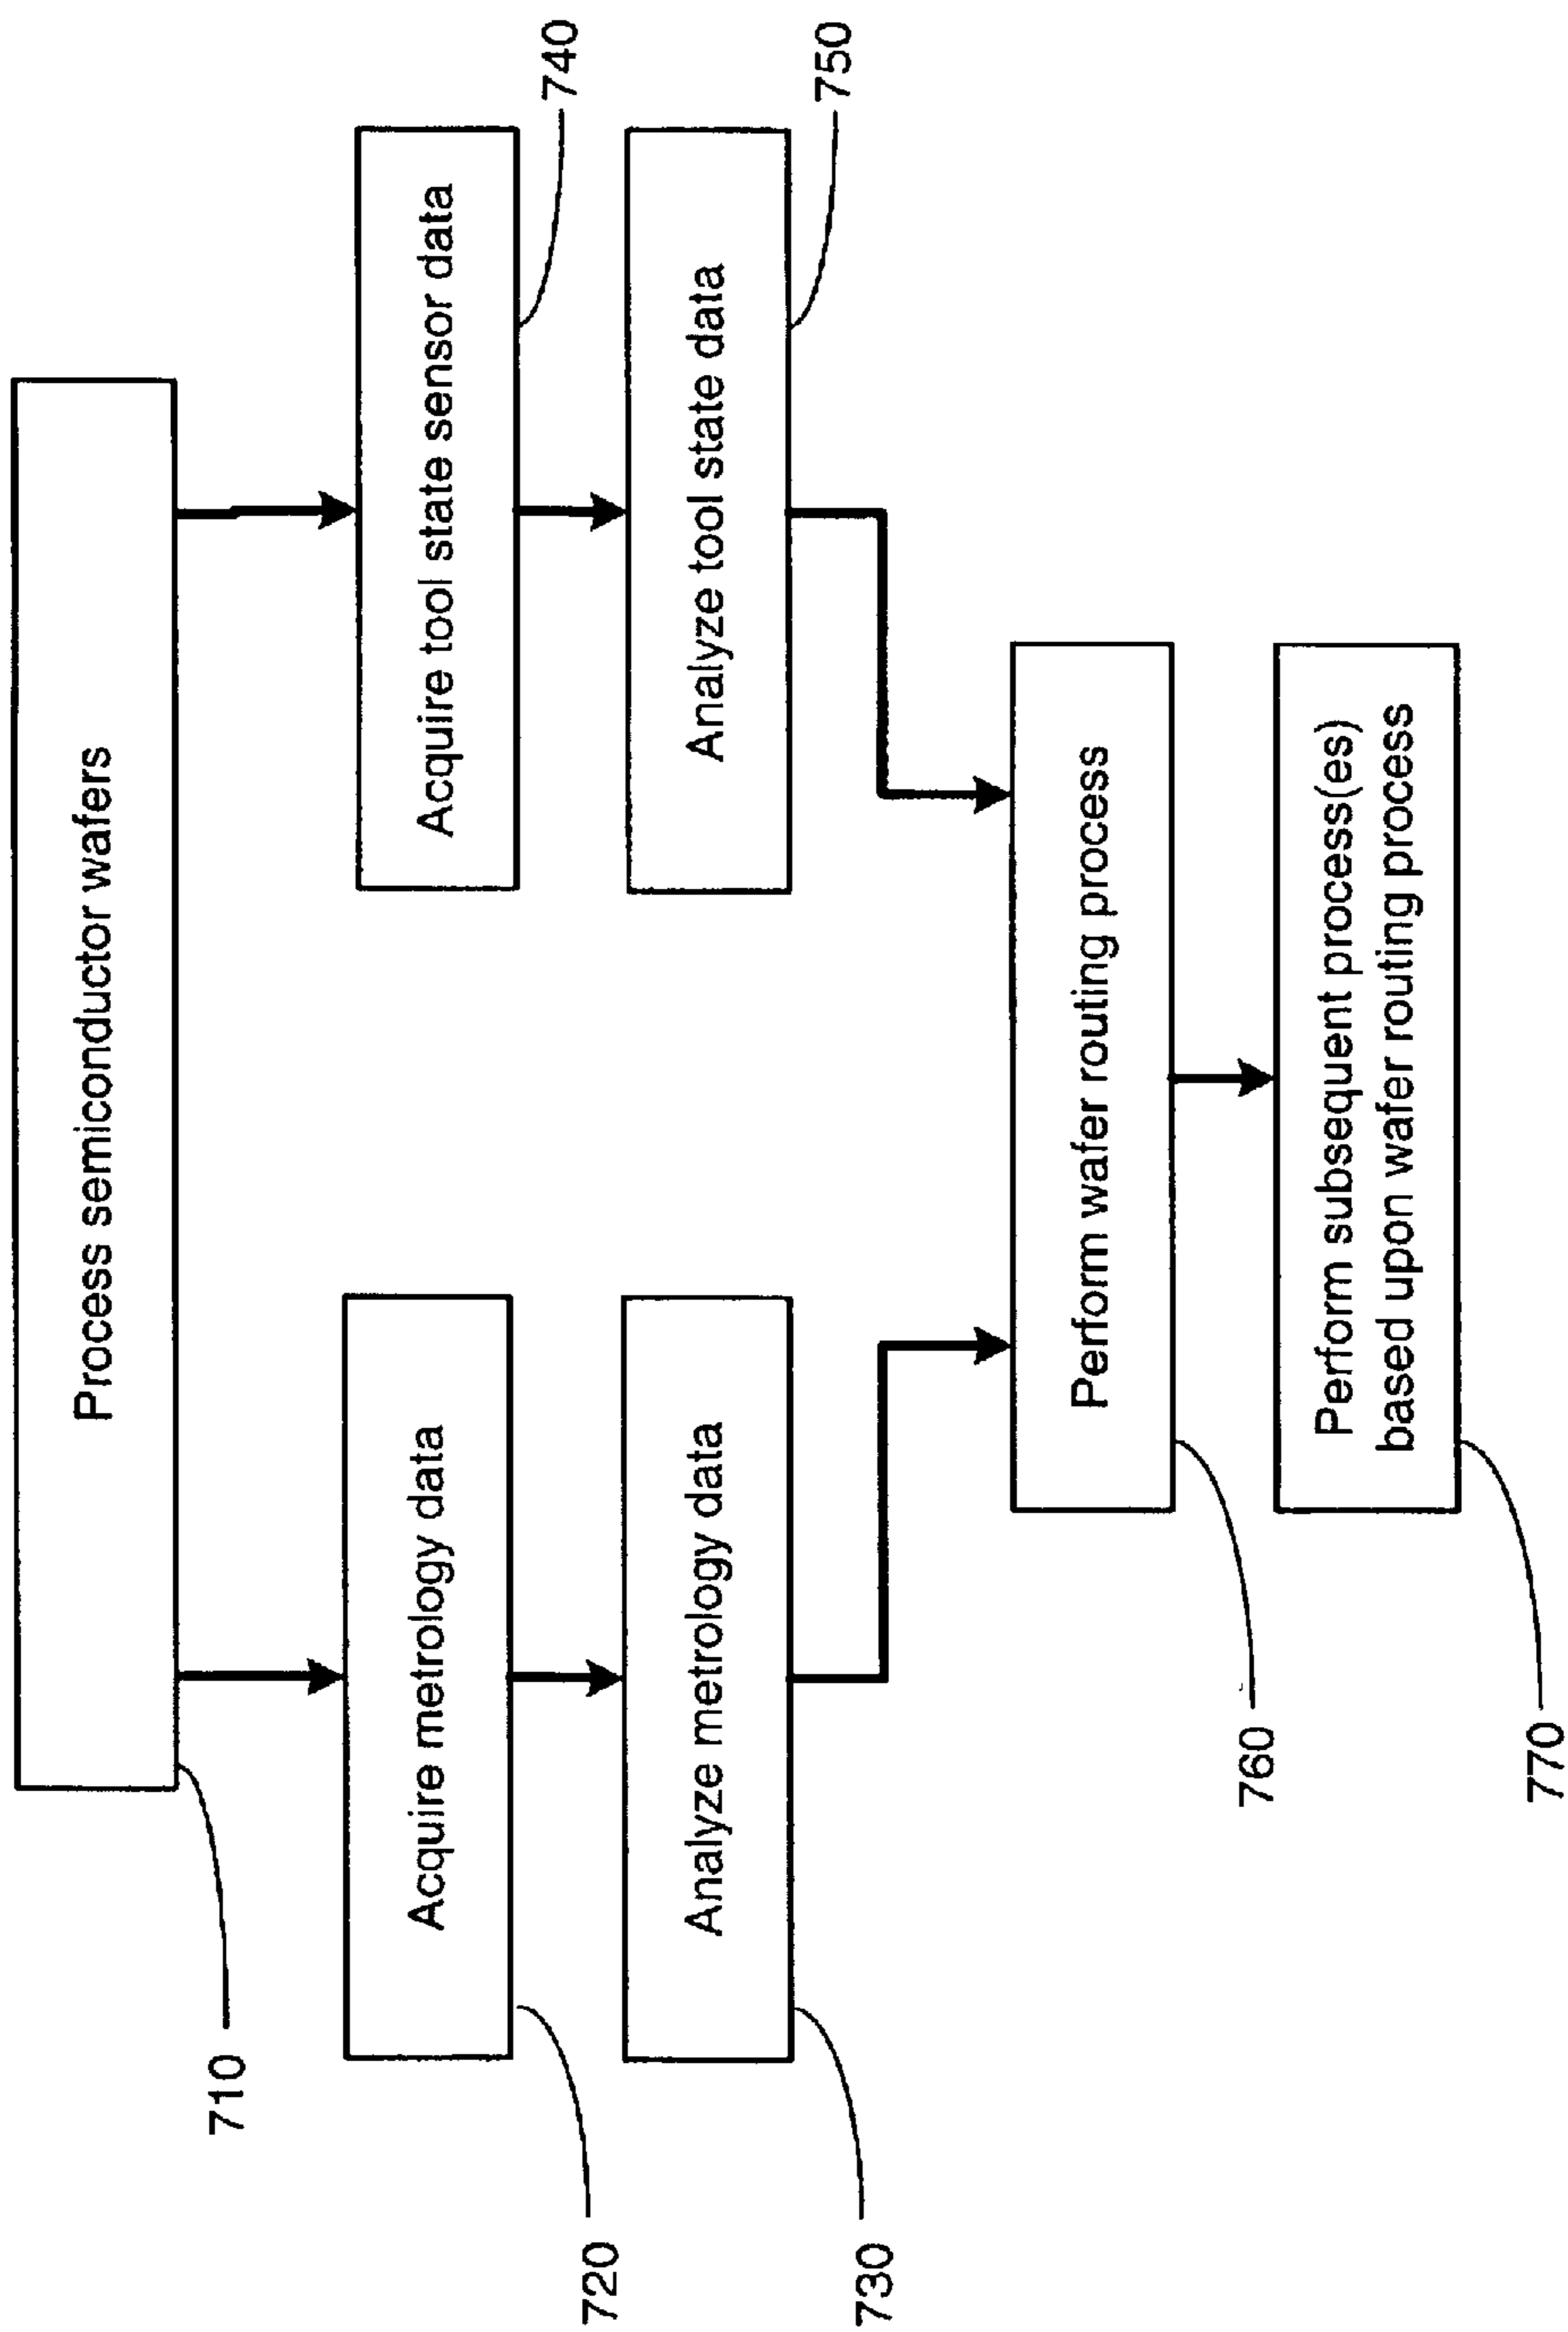 Process semiconductor wafers
710
Acquire metrology data
720
Acquire tool state sensor data
740
Analyze metrology data
730
Analyze tool state data
750
Perform wafer routing process
760
Perform subsequent process(es)
based upon wafer routing process
770